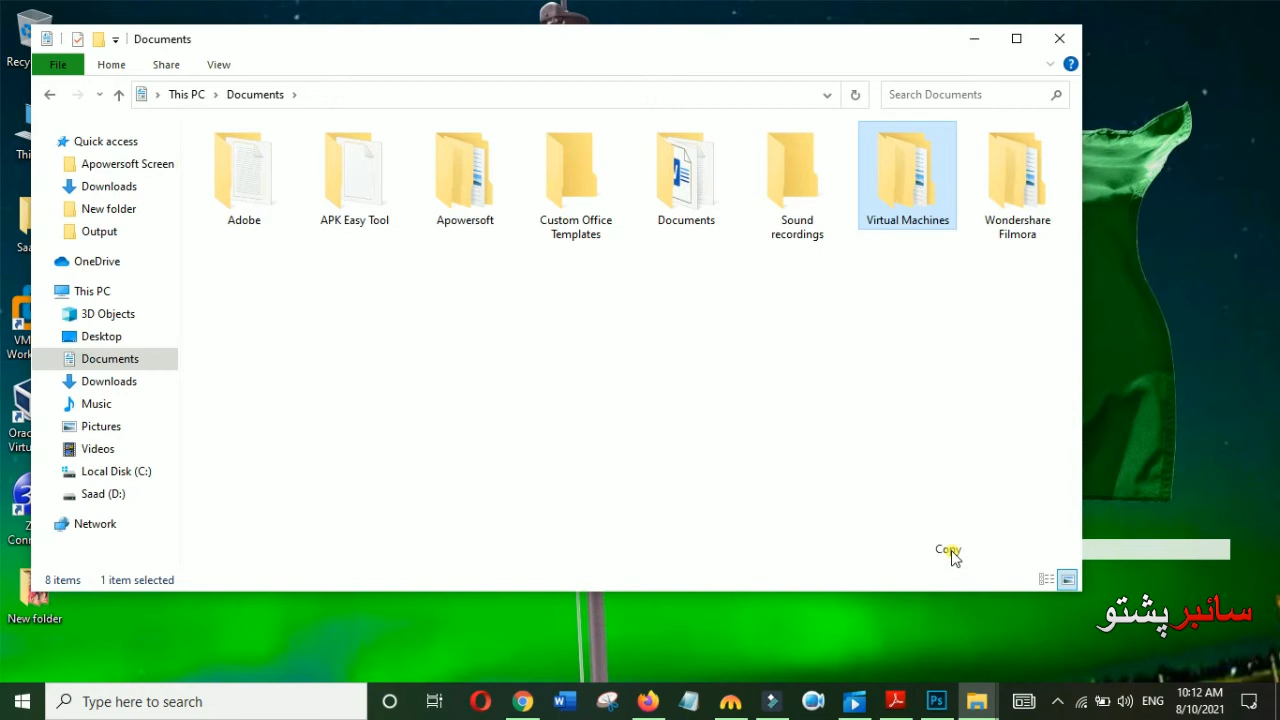 Documents
File
Home
Share
View
This PC
Documents
Search Documents
Quick access
Apowersoft Screen
Downloads
New folder
Output
OneDrive
This PC
3D Objects
Desktop
Documents
Downloads
Music
Pictures
Videos
Local Disk (C:)
Saad (D:)
Network
Adobe
APK Easy Tool
Apowersoft
Custom Office
Templates
Documents
Sound
recordings
Virtual Machines
Wondershare
Filmora
Copy
8 items
1 item selected
New folder
سائبر پشتو
Type here to search
ENG
10:12 AM
8/10/2021